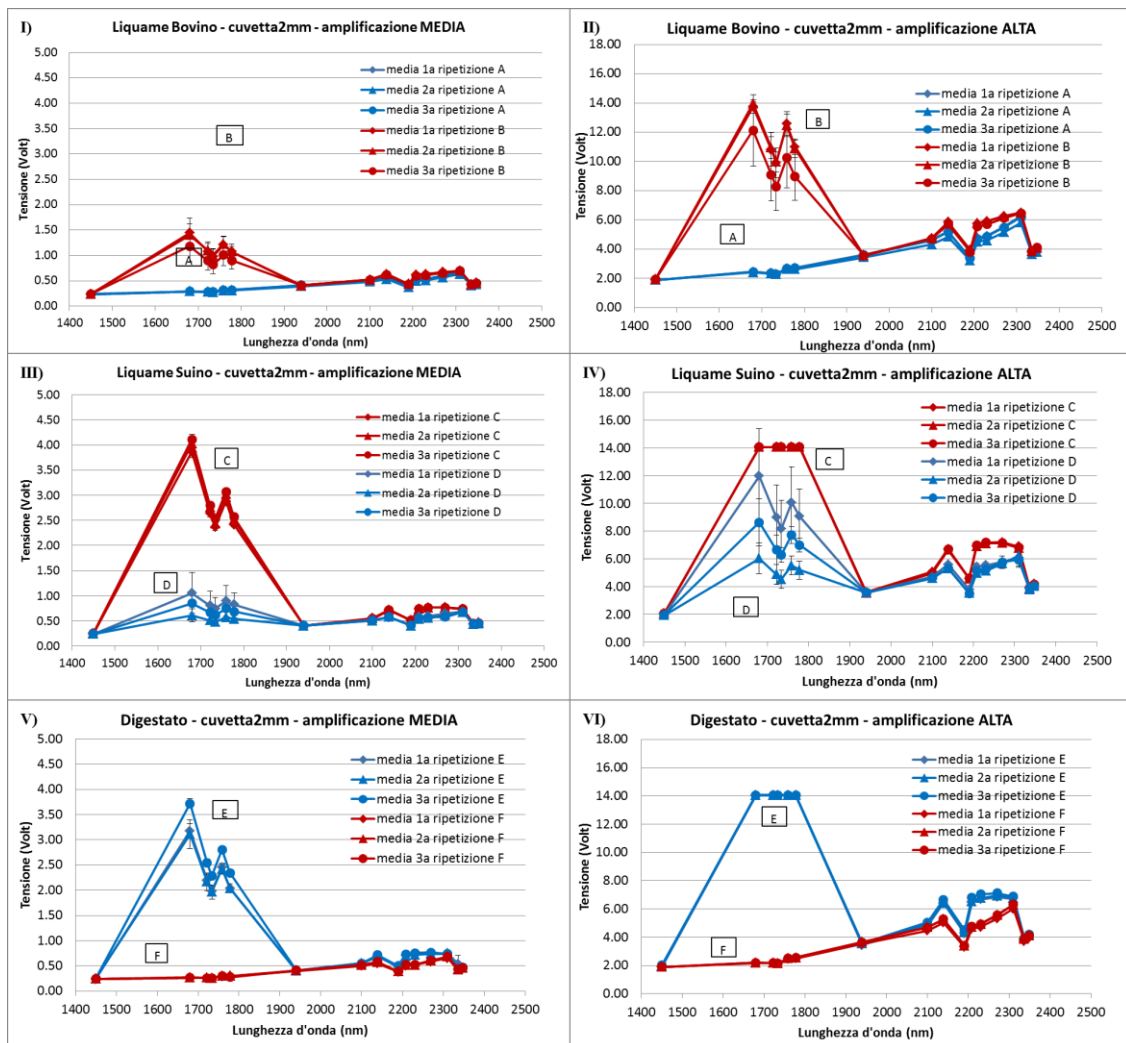 I)
Liquame Bovino - cuvetta2mm - amplificazione MEDIA
5.00
4.50
4.00
3.50
3.00
2.50
2.00
1.50
1.00
0.50
0.00
Tensione (Volt)
media 1a ripetizione A
media 2a ripetizione A
media 3a ripetizione A
media 1a ripetizione B
media 2a ripetizione B
media 3a ripetizione B
B
A
1400 1500 1600 1700 1800 1900 2000 2100 2200 2300 2400 2500
Lunghezza d'onda (nm)
II)
Liquame Bovino - cuvetta2mm - amplificazione ALTA
18.00
16.00
14.00
12.00
10.00
8.00
6.00
4.00
2.00
0.00
Tensione (Volt)
media 1a ripetizione A
media 2a ripetizione A
media 3a ripetizione A
media 1a ripetizione B
media 2a ripetizione B
media 3a ripetizione B
B
A
1400 1500 1600 1700 1800 1900 2000 2100 2200 2300 2400 2500
Lunghezza d'onda (nm)
III)
Liquame Suino - cuvetta2mm - amplificazione MEDIA
5.00
4.50
4.00
3.50
3.00
2.50
2.00
1.50
1.00
0.50
0.00
Tensione (Volt)
media 1a ripetizione C
media 2a ripetizione C
media 3a ripetizione C
media 1a ripetizione D
media 2a ripetizione D
media 3a ripetizione D
C
D
1400 1500 1600 1700 1800 1900 2000 2100 2200 2300 2400 2500
Lunghezza d'onda (nm)
IV)
Liquame Suino - cuvetta2mm - amplificazione ALTA
18.00
16.00
14.00
12.00
10.00
8.00
6.00
4.00
2.00
0.00
Tensione (Volt)
media 1a ripetizione C
media 2a ripetizione C
media 3a ripetizione C
media 1a ripetizione D
media 2a ripetizione D
media 3a ripetizione D
C
D
1400 1500 1600 1700 1800 1900 2000 2100 2200 2300 2400 2500
Lunghezza d'onda (nm)
V)
Digestato - cuvetta2mm - amplificazione MEDIA
5.00
4.50
4.00
3.50
3.00
2.50
2.00
1.50
1.00
0.50
0.00
Tensione (Volt)
media 1a ripetizione E
media 2a ripetizione E
media 3a ripetizione E
media 1a ripetizione F
media 2a ripetizione F
media 3a ripetizione F
E
F
1400 1500 1600 1700 1800 1900 2000 2100 2200 2300 2400 2500
Lunghezza d'onda (nm)
VI)
Digestato - cuvetta2mm - amplificazione ALTA
18.00
16.00
14.00
12.00
10.00
8.00
6.00
4.00
2.00
0.00
Tensione (Volt)
media 1a ripetizione E
media 2a ripetizione E
media 3a ripetizione E
media 1a ripetizione F
media 2a ripetizione F
media 3a ripetizione F
E
F
1400 1500 1600 1700 1800 1900 2000 2100 2200 2300 2400 2500
Lunghezza d'onda (nm)